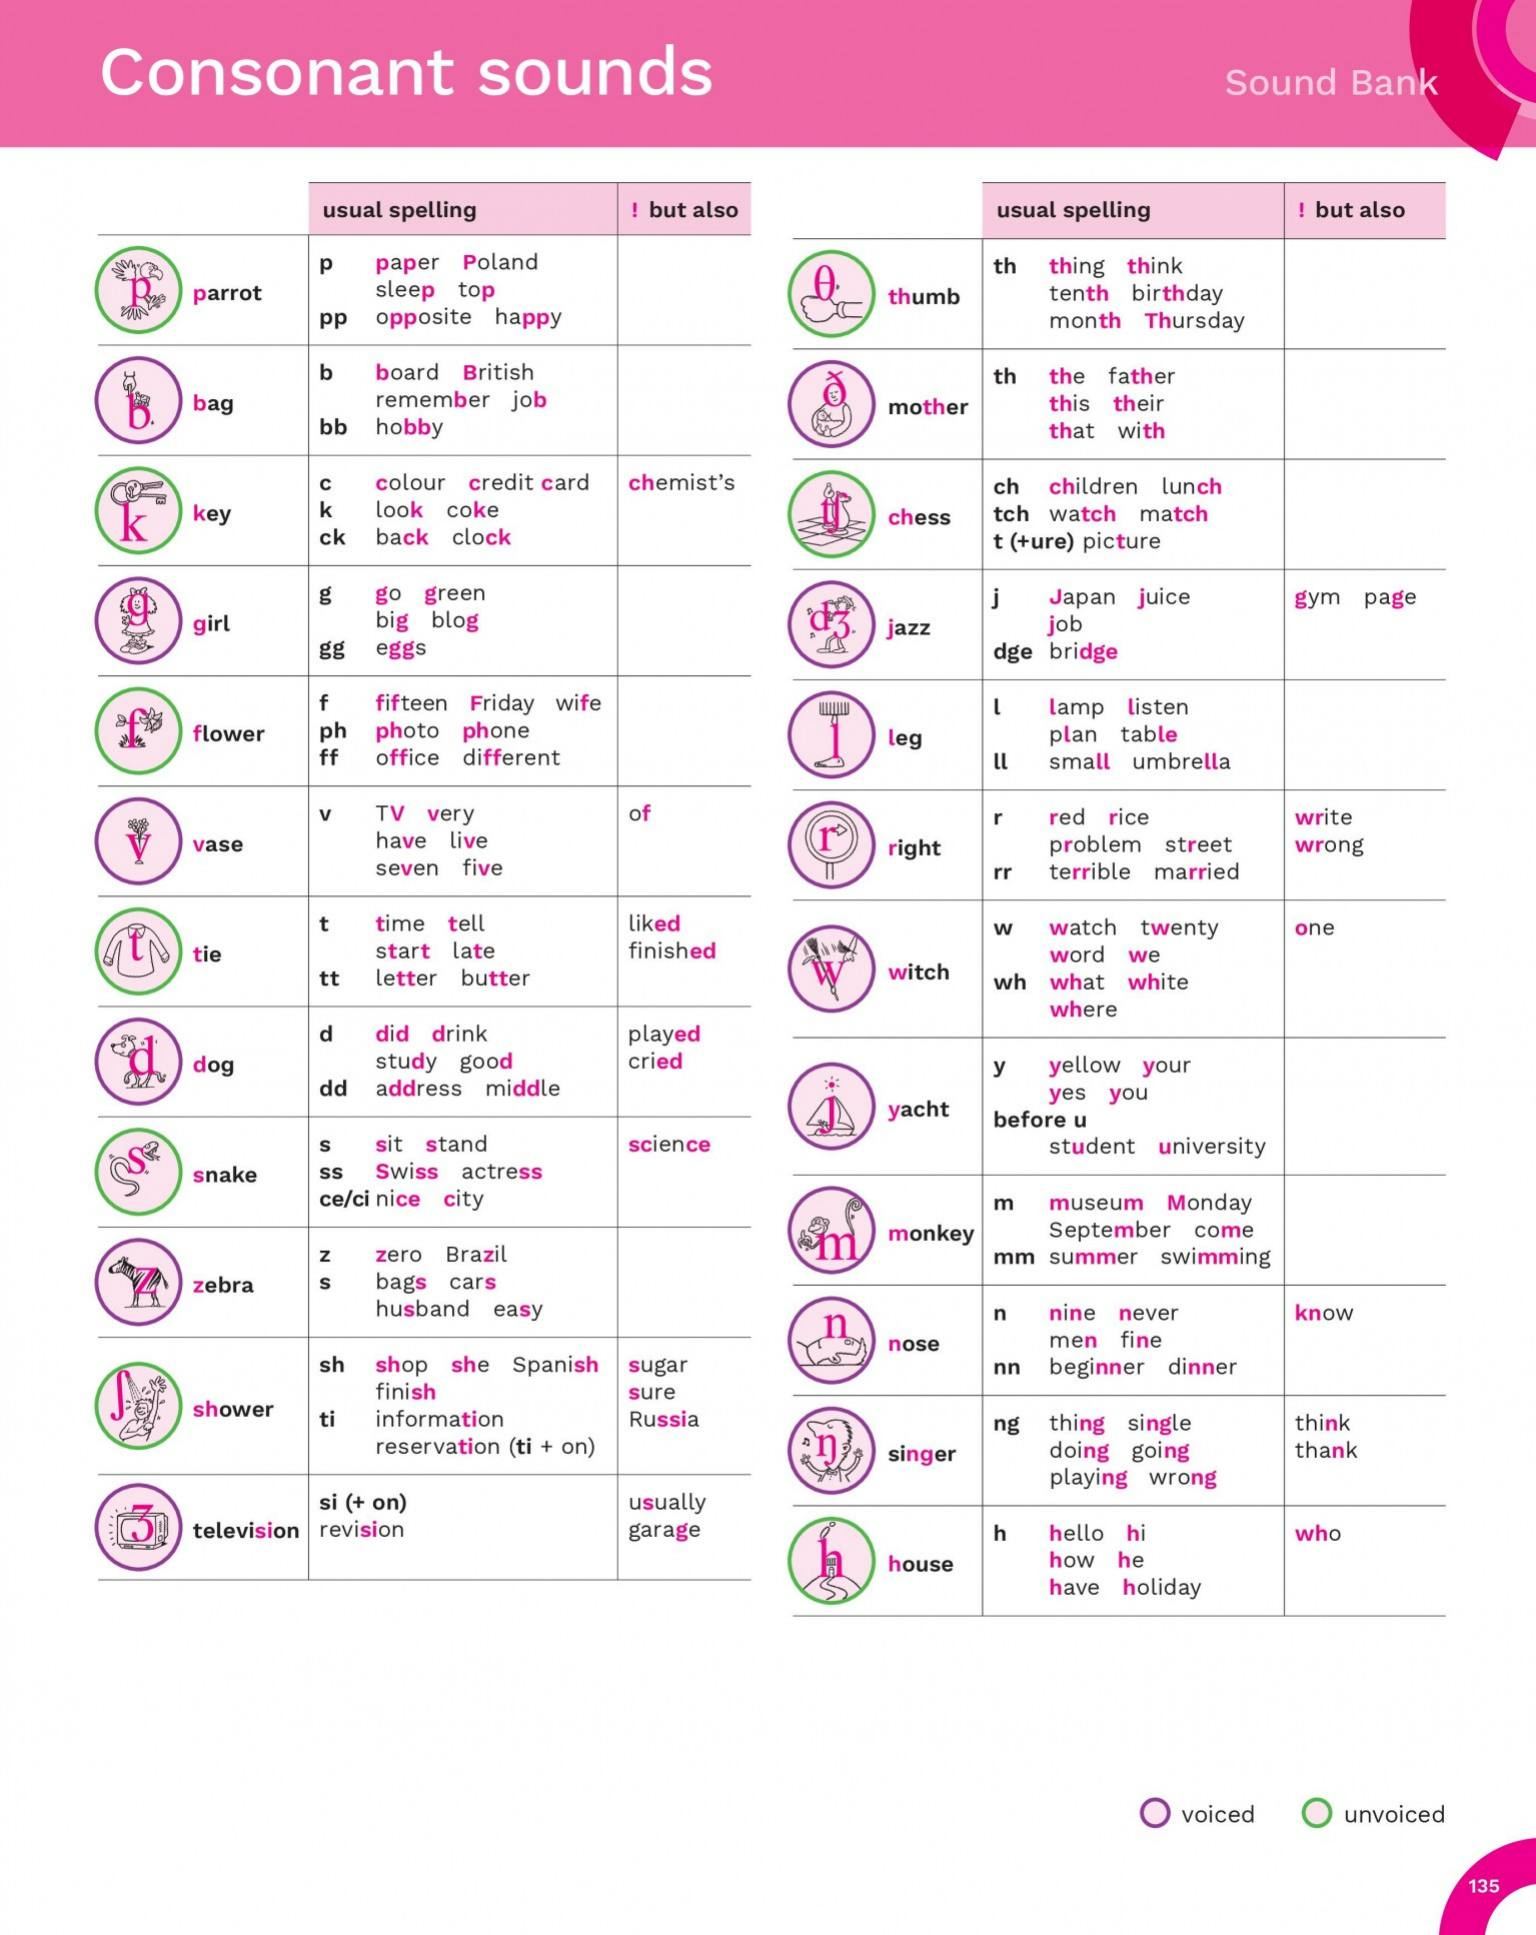 Consonant sounds
Sound Bank
usual spelling ! but also
p parrot
p paper Poland
sleep top
pp opposite happy
b bag
b board British
remember job
bb hobby
k key
c colour credit card chemist's
k look coke
ck back clock
g girl
g go green
big blog
gg eggs
f flower
f fifteen Friday wife
ph photo phone
ff office different
v vase
v TV very of
have live
seven five
t tie
t time tell liked
start late finished
tt letter butter
d dog
d did drink played
study good cried
dd address middle
s snake
s sit stand science
ss Swiss actress
ce/ci nice city
z zebra
z zero Brazil
s bags cars
husband easy
ʃ shower
sh shop she Spanish sugar
finish sure
ti information Russia
reservation (ti + on)
ʒ television
si (+ on) usually
revision garage
usual spelling ! but also
θ thumb
th thing think
tenth birthday
month Thursday
ð mother
th the father
this their
that with
tʃ chess
ch children lunch
tch watch match
t (+ure) picture
dʒ jazz
j Japan juice gym page
job
dge bridge
l leg
l lamp listen
plan table
ll small umbrella
r right
r red rice write
problem street wrong
rr terrible married
w witch
w watch twenty one
word we
wh what white
where
j yacht
y yellow your
yes you
before u
student university
m monkey
m museum Monday
September come
mm summer swimming
n nose
n nine never know
men fine
nn beginner dinner
ŋ singer
ng thing single think
doing going thank
playing wrong
h house
h hello hi who
how he
have holiday
voiced unvoiced
135